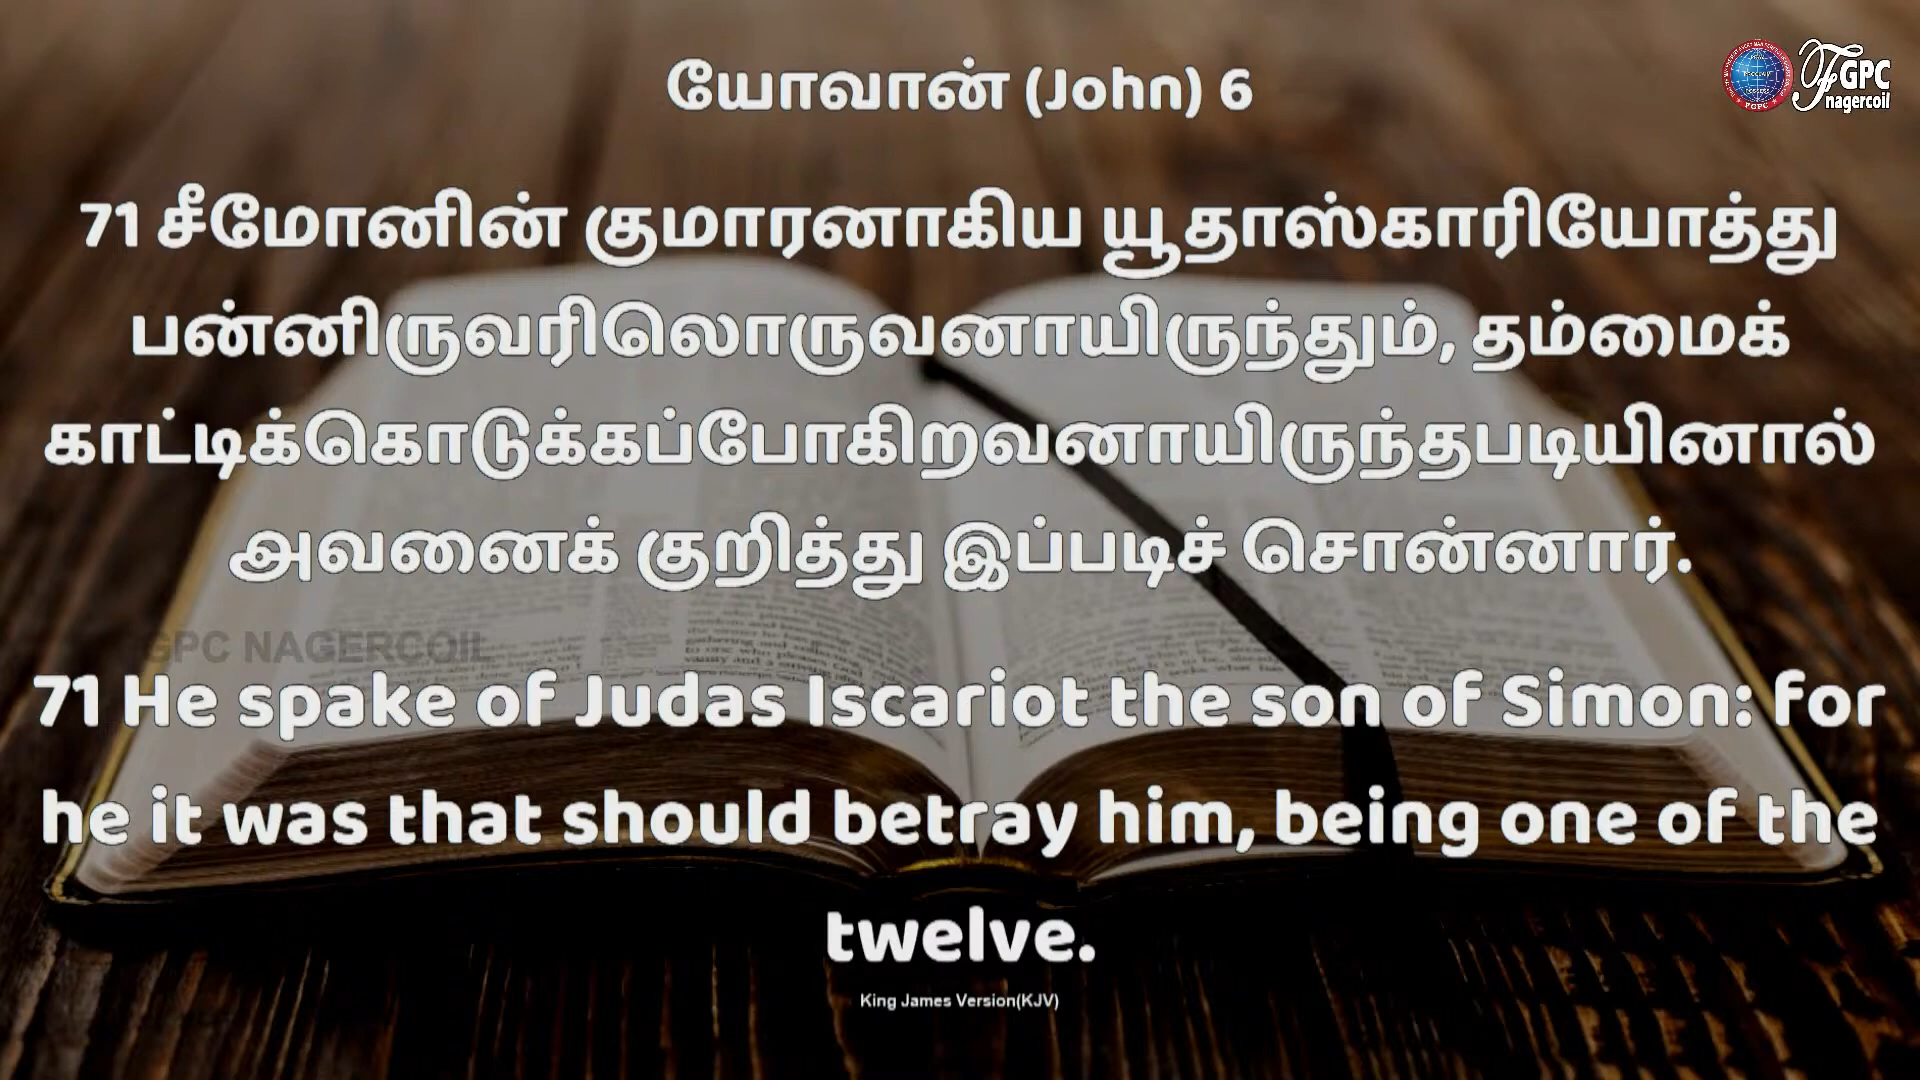 யோவான் (John) 6
FGPC
nagercoil
71 சீமோனின் குமாரனாகிய யூதாஸ்காரியோத்து
பன்னிருவரிலொருவனாயிருந்தும், தம்மைக்
காட்டிக்கொடுக்கப்போகிறவனாயிருந்தபடியினால்
அவனைக் குறித்து இப்படிச் சொன்னார்.
GPC NAGERCOIL
71 He spake of Judas Iscariot the son of Simon: for
he it was that should betray him, being one of the
twelve.
King James Version(KJV)